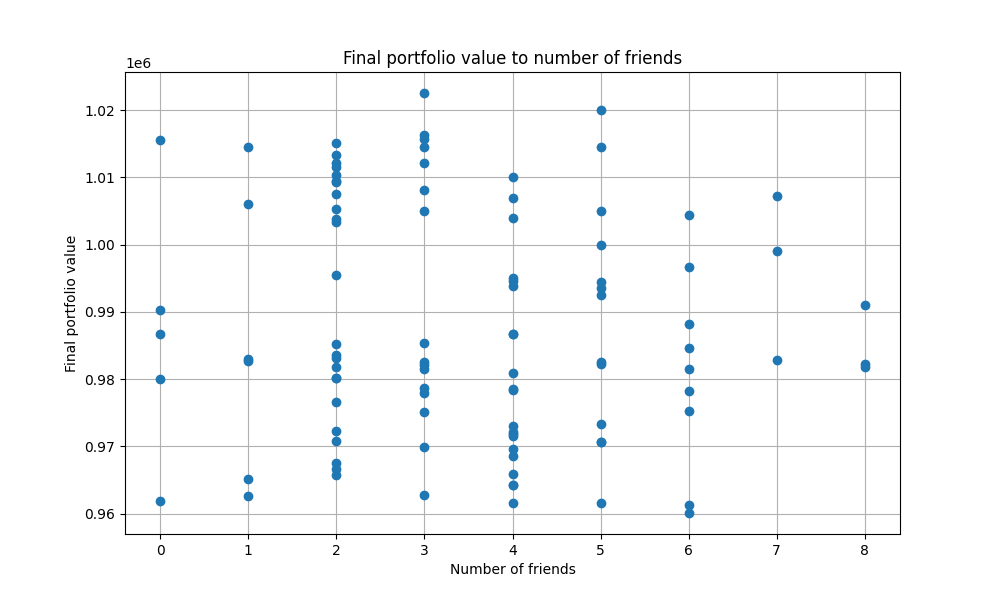 Final portfolio value to number of friends
1e6
1.02
1.01
1.00
0.99
0.98
0.97
0.96
Final portfolio value
0 1 2 3 4 5 6 7 8
Number of friends